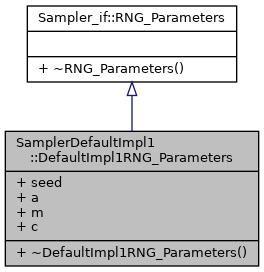 Sampler_if::RNG_Parameters
+ ~RNG_Parameters()
SamplerDefaultImpl1
::DefaultImpl1RNG_Parameters
+ seed
+ a
+ m
+ c
+ ~DefaultImpl1RNG_Parameters()